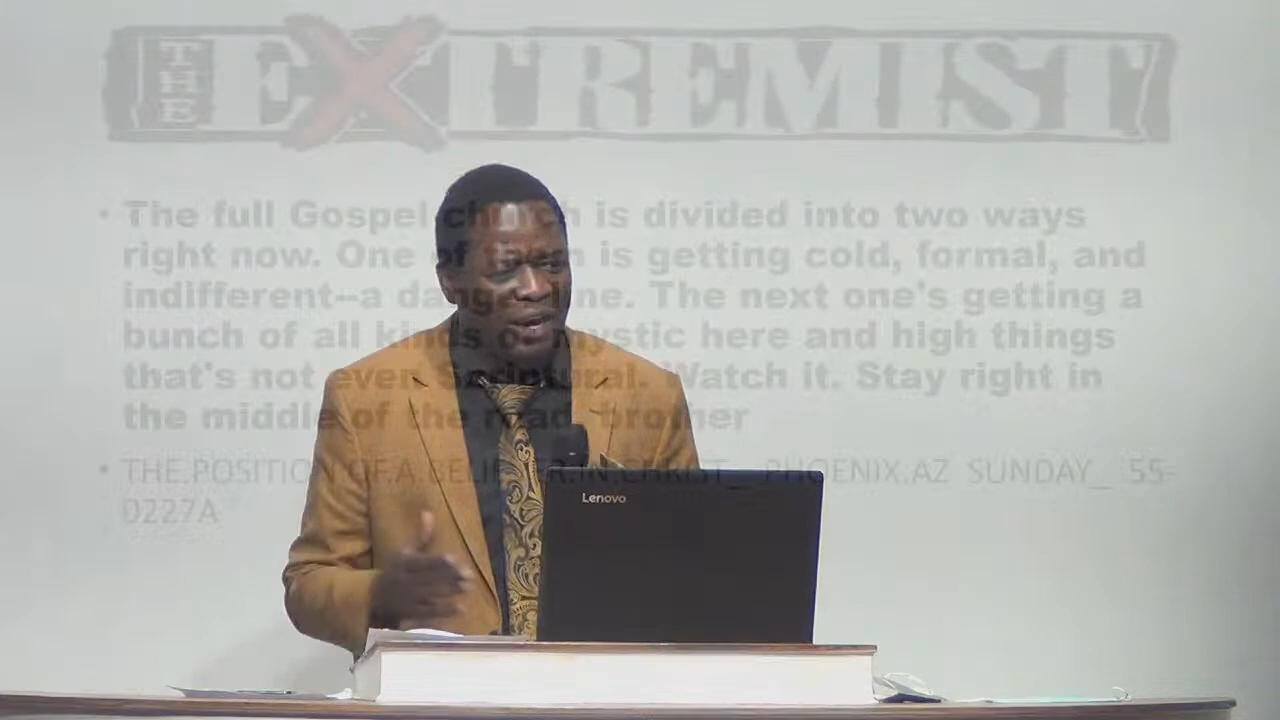 THE EXTREMIST
• The full Gospel church is divided into two ways
right now. One of them is getting cold, formal, and
indifferent--a dangerous one. The next one's getting a
bunch of all kinds of mystic here and high things
that's not even Scriptural. Watch it. Stay right in
the middle of the road, brother
• THE.POSITION.OF.A.BELIEVER.IN.CHRIST_ PHOENIX.AZ SUNDAY_ 55-
0227A
Lenovo